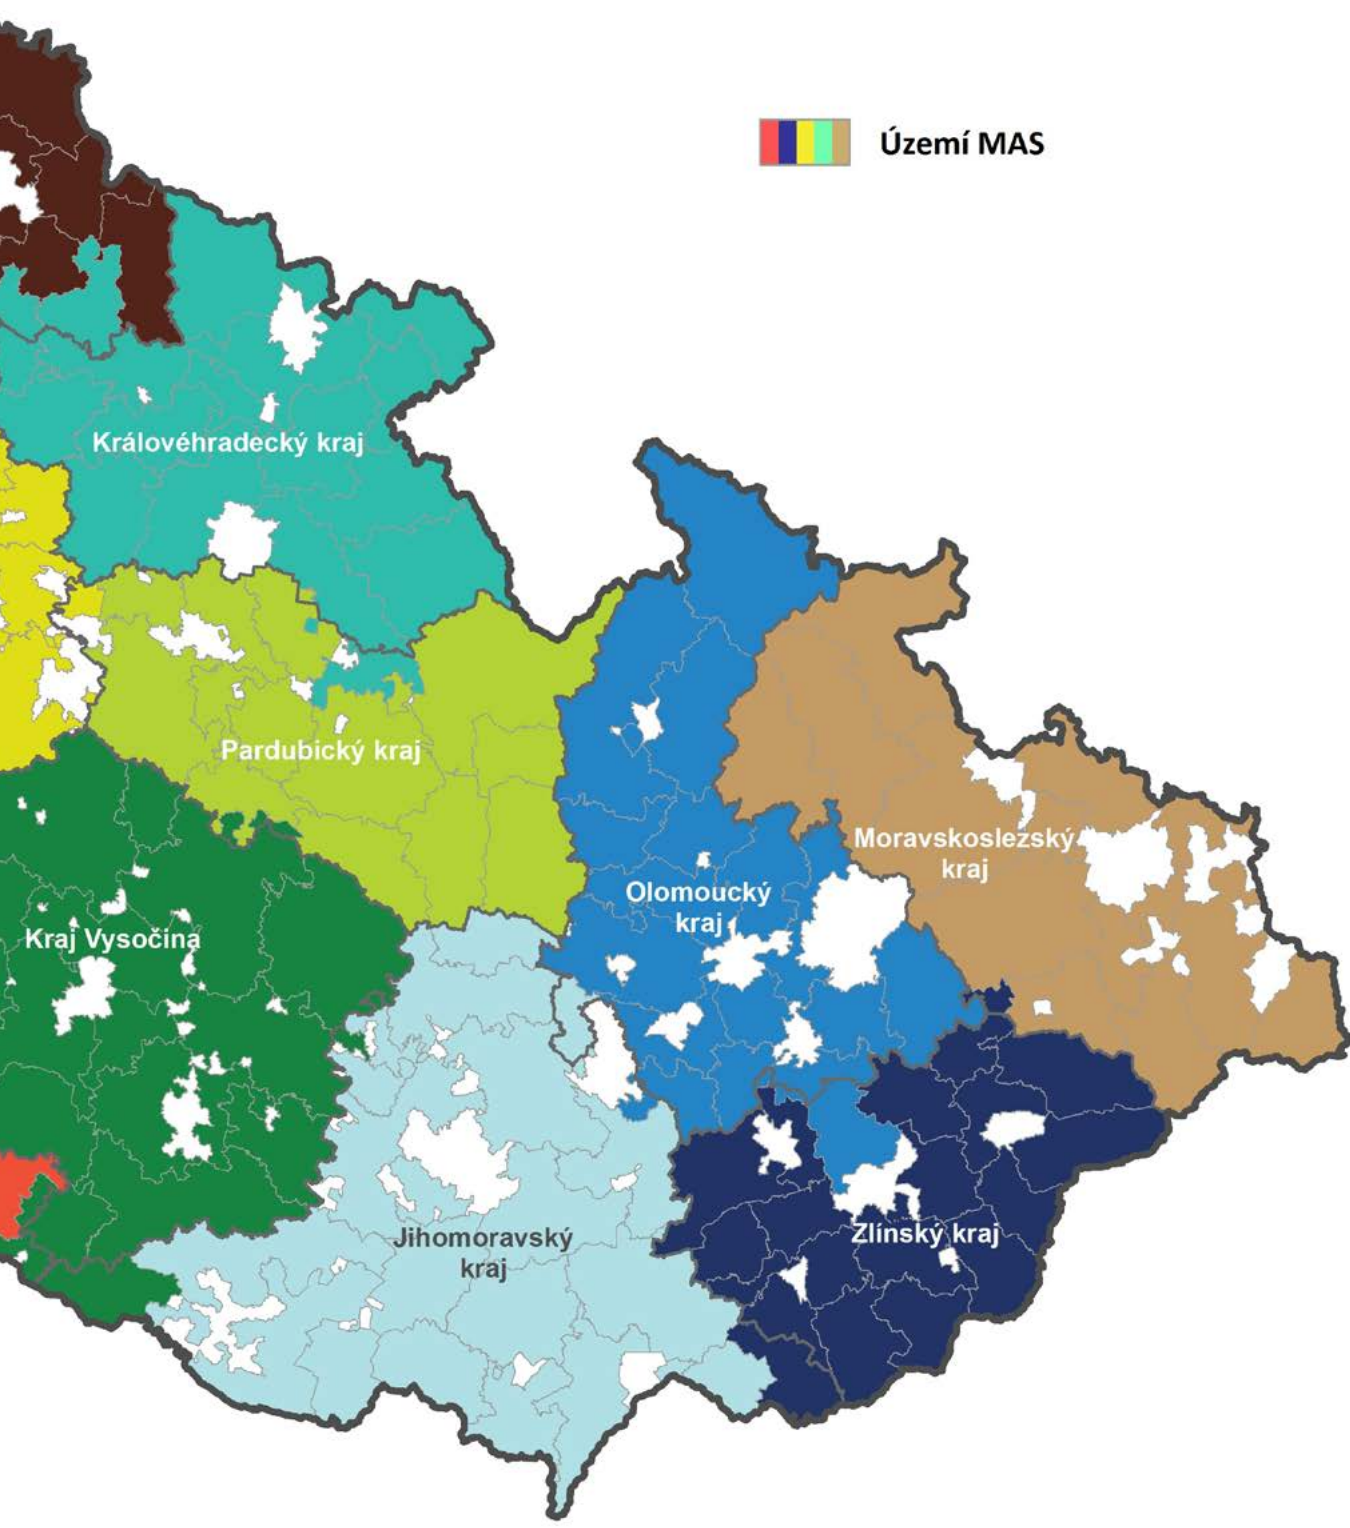 Území MAS
Královéhradecký kraj
Pardubický kraj
Moravskoslezský
kraj
Olomoucký
kraj
Kraj Vysočina
Jihomoravský
kraj
Zlínský kraj